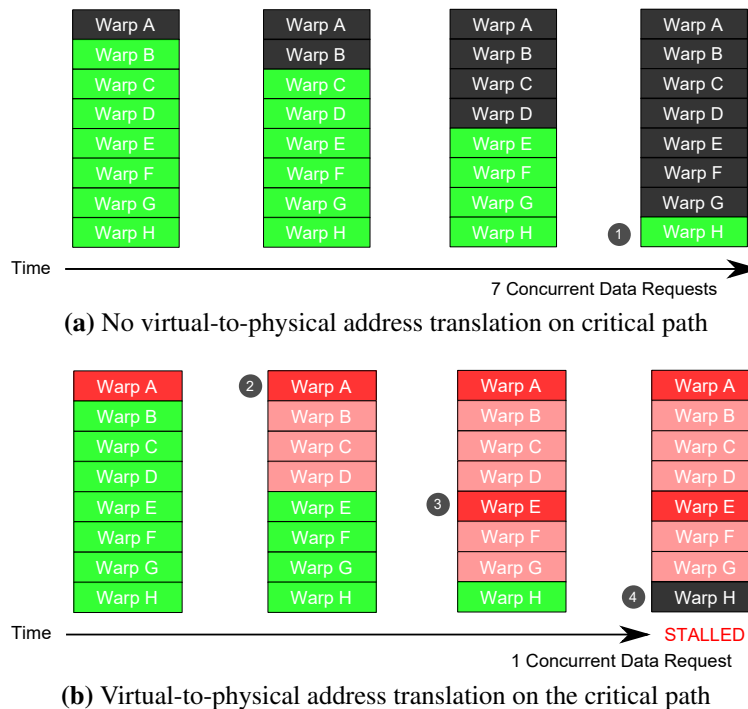 Warp A Warp A Warp A Warp A
Warp B Warp B Warp B Warp B
Warp C Warp C Warp C Warp C
Warp D Warp D Warp D Warp D
Warp E Warp E Warp E Warp E
Warp F Warp F Warp F Warp F
Warp G Warp G Warp G Warp G
Warp H Warp H Warp H 1 Warp H
Time
7 Concurrent Data Requests
(a) No virtual-to-physical address translation on critical path
Warp A 2 Warp A Warp A Warp A
Warp B Warp B Warp B Warp B
Warp C Warp C Warp C Warp C
Warp D Warp D Warp D Warp D
Warp E Warp E 3 Warp E Warp E
Warp F Warp F Warp F Warp F
Warp G Warp G Warp G Warp G
Warp H Warp H Warp H 4 Warp H
Time STALLED
1 Concurrent Data Request
(b) Virtual-to-physical address translation on the critical path